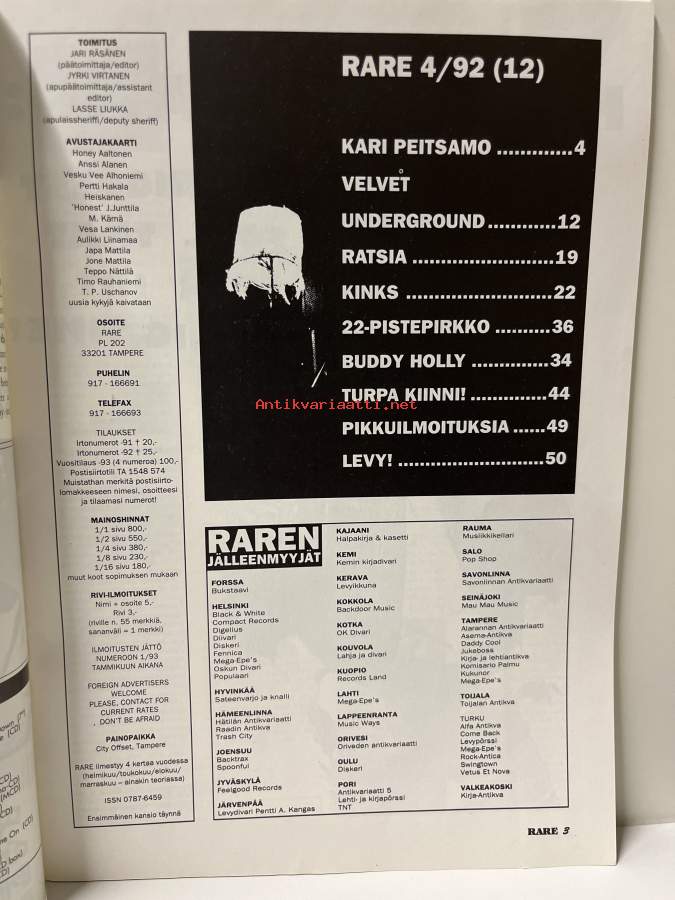 TOIMITUS
JARI RÄSÄNEN
(päätoimittaja/editor)
JYRKI VIRTANEN
(apupäätoimittaja/assistant
editor)
LASSE LIUKKA
(apulaissheriffi/deputy sheriff)
AVUSTAJAKAARTI
Honey Aaltonen
Anssi Alanen
Vesku Vee Alhoniemi
Pertti Hakala
Heiskanen
'Honest' J.Junttila
M. Kämä
Vesa Lankinen
Aulikki Liinamaa
Japa Mattila
Jone Mattila
Teppo Nättilä
Timo Rauhaniemi
T. P. Uschanov
uusia kykyjä kaivataan
OSOITE
RARE
PL 202
33201 TAMPERE
PUHELIN
917 - 166691
TELEFAX
917 - 166693
TILAUKSET
Irtonumerot -91 † 20,-
Irtonumerot -92 † 25,-
Vuositilaus -93 (4 numeroa) 100,-
Postisiirtotili TA 1548 574
Muistathan merkitä postisiirto-
lomakkeeseen nimesi, osoitteesi
ja tilaamasi numerot!
MAINOSHINNAT
1/1 sivu 800,-
1/2 sivu 550,-
1/4 sivu 380,-
1/8 sivu 230,-
1/16 sivu 180,-
muut koot sopimuksen mukaan
RIVI-ILMOITUKSET
Nimi + osoite 5,-
Rivi 3,-
(riville n. 55 merkkiä,
sananväli = 1 merkki)
ILMOITUSTEN JÄTTÖ
NUMEROON 1/93
TAMMIKUUN AIKANA
FOREIGN ADVERTISERS
WELCOME
PLEASE, CONTACT FOR
CURRENT RATES
, DON'T BE AFRAID
PAINOPAIKKA
City Offset, Tampere
RARE ilmestyy 4 kertaa vuodessa
(helmikuu/toukokuu/elokuu/
marraskuu – ainakin teoriassa)
ISSN 0787-6459
Ensimmäinen kansio täynnä
RARE 4/92 (12)
KARI PEITSAMO .............4
VELVET
UNDERGROUND............12
RATSIA .........................19
KINKS .........................22
22-PISTEPIRKKO ..........36
BUDDY HOLLY .............34
TURPA KIINNI! .............44
PIKKUILMOITUKSIA ......49
LEVY! .........................50
Antikvariaatti.net
RAREN
JÄLLEENMYYJÄT
FORSSA
Bukstaavi
HELSINKI
Black & White
Compact Records
Digelius
Diivari
Diskeri
Fennica
Mega-Epe's
Oskun Divari
Populaari
HYVINKÄÄ
Sateenvarjo ja knalli
HÄMEENLINNA
Hätilän Antikvariaatti
Raadin Antikva
Trash City
JOENSUU
Backtrax
Spoonful
JYVÄSKYLÄ
Feelgood Records
JÄRVENPÄÄ
Levydivari Pentti A. Kangas
KAJAANI
Halpakirja & kasetti
KEMI
Kemin kirjadivari
KERAVA
Levyikkuna
KOKKOLA
Backdoor Music
KOTKA
OK Divari
KOUVOLA
Lahja ja divari
KUOPIO
Records Land
LAHTI
Mega-Epe's
LAPPEENRANTA
Music Ways
ORIVESI
Oriveden antikvariaatti
OULU
Diskari
PORI
Antikvariaatti 5
Lehti- ja kirjapörssi
TNT
RAUMA
Musiikkikellari
SALO
Pop Shop
SAVONLINNA
Savonlinnan Antikvariaatti
SEINÄJOKI
Mau Mau Music
TAMPERE
Alarannan Antikvariaatti
Asema-Antikva
Daddy Cool
Jukeboss
Kirja- ja lehtiantikva
Komisario Palmu
Kukunor
Mega-Epe's
TOIJALA
Toijalan Antikva
TURKU
Alfa Antikva
Come Back
Levypörssi
Mega-Epe's
Rock-Antica
Swingtown
Vetus Et Nova
VALKEAKOSKI
Kirja-Antikva
RARE 3